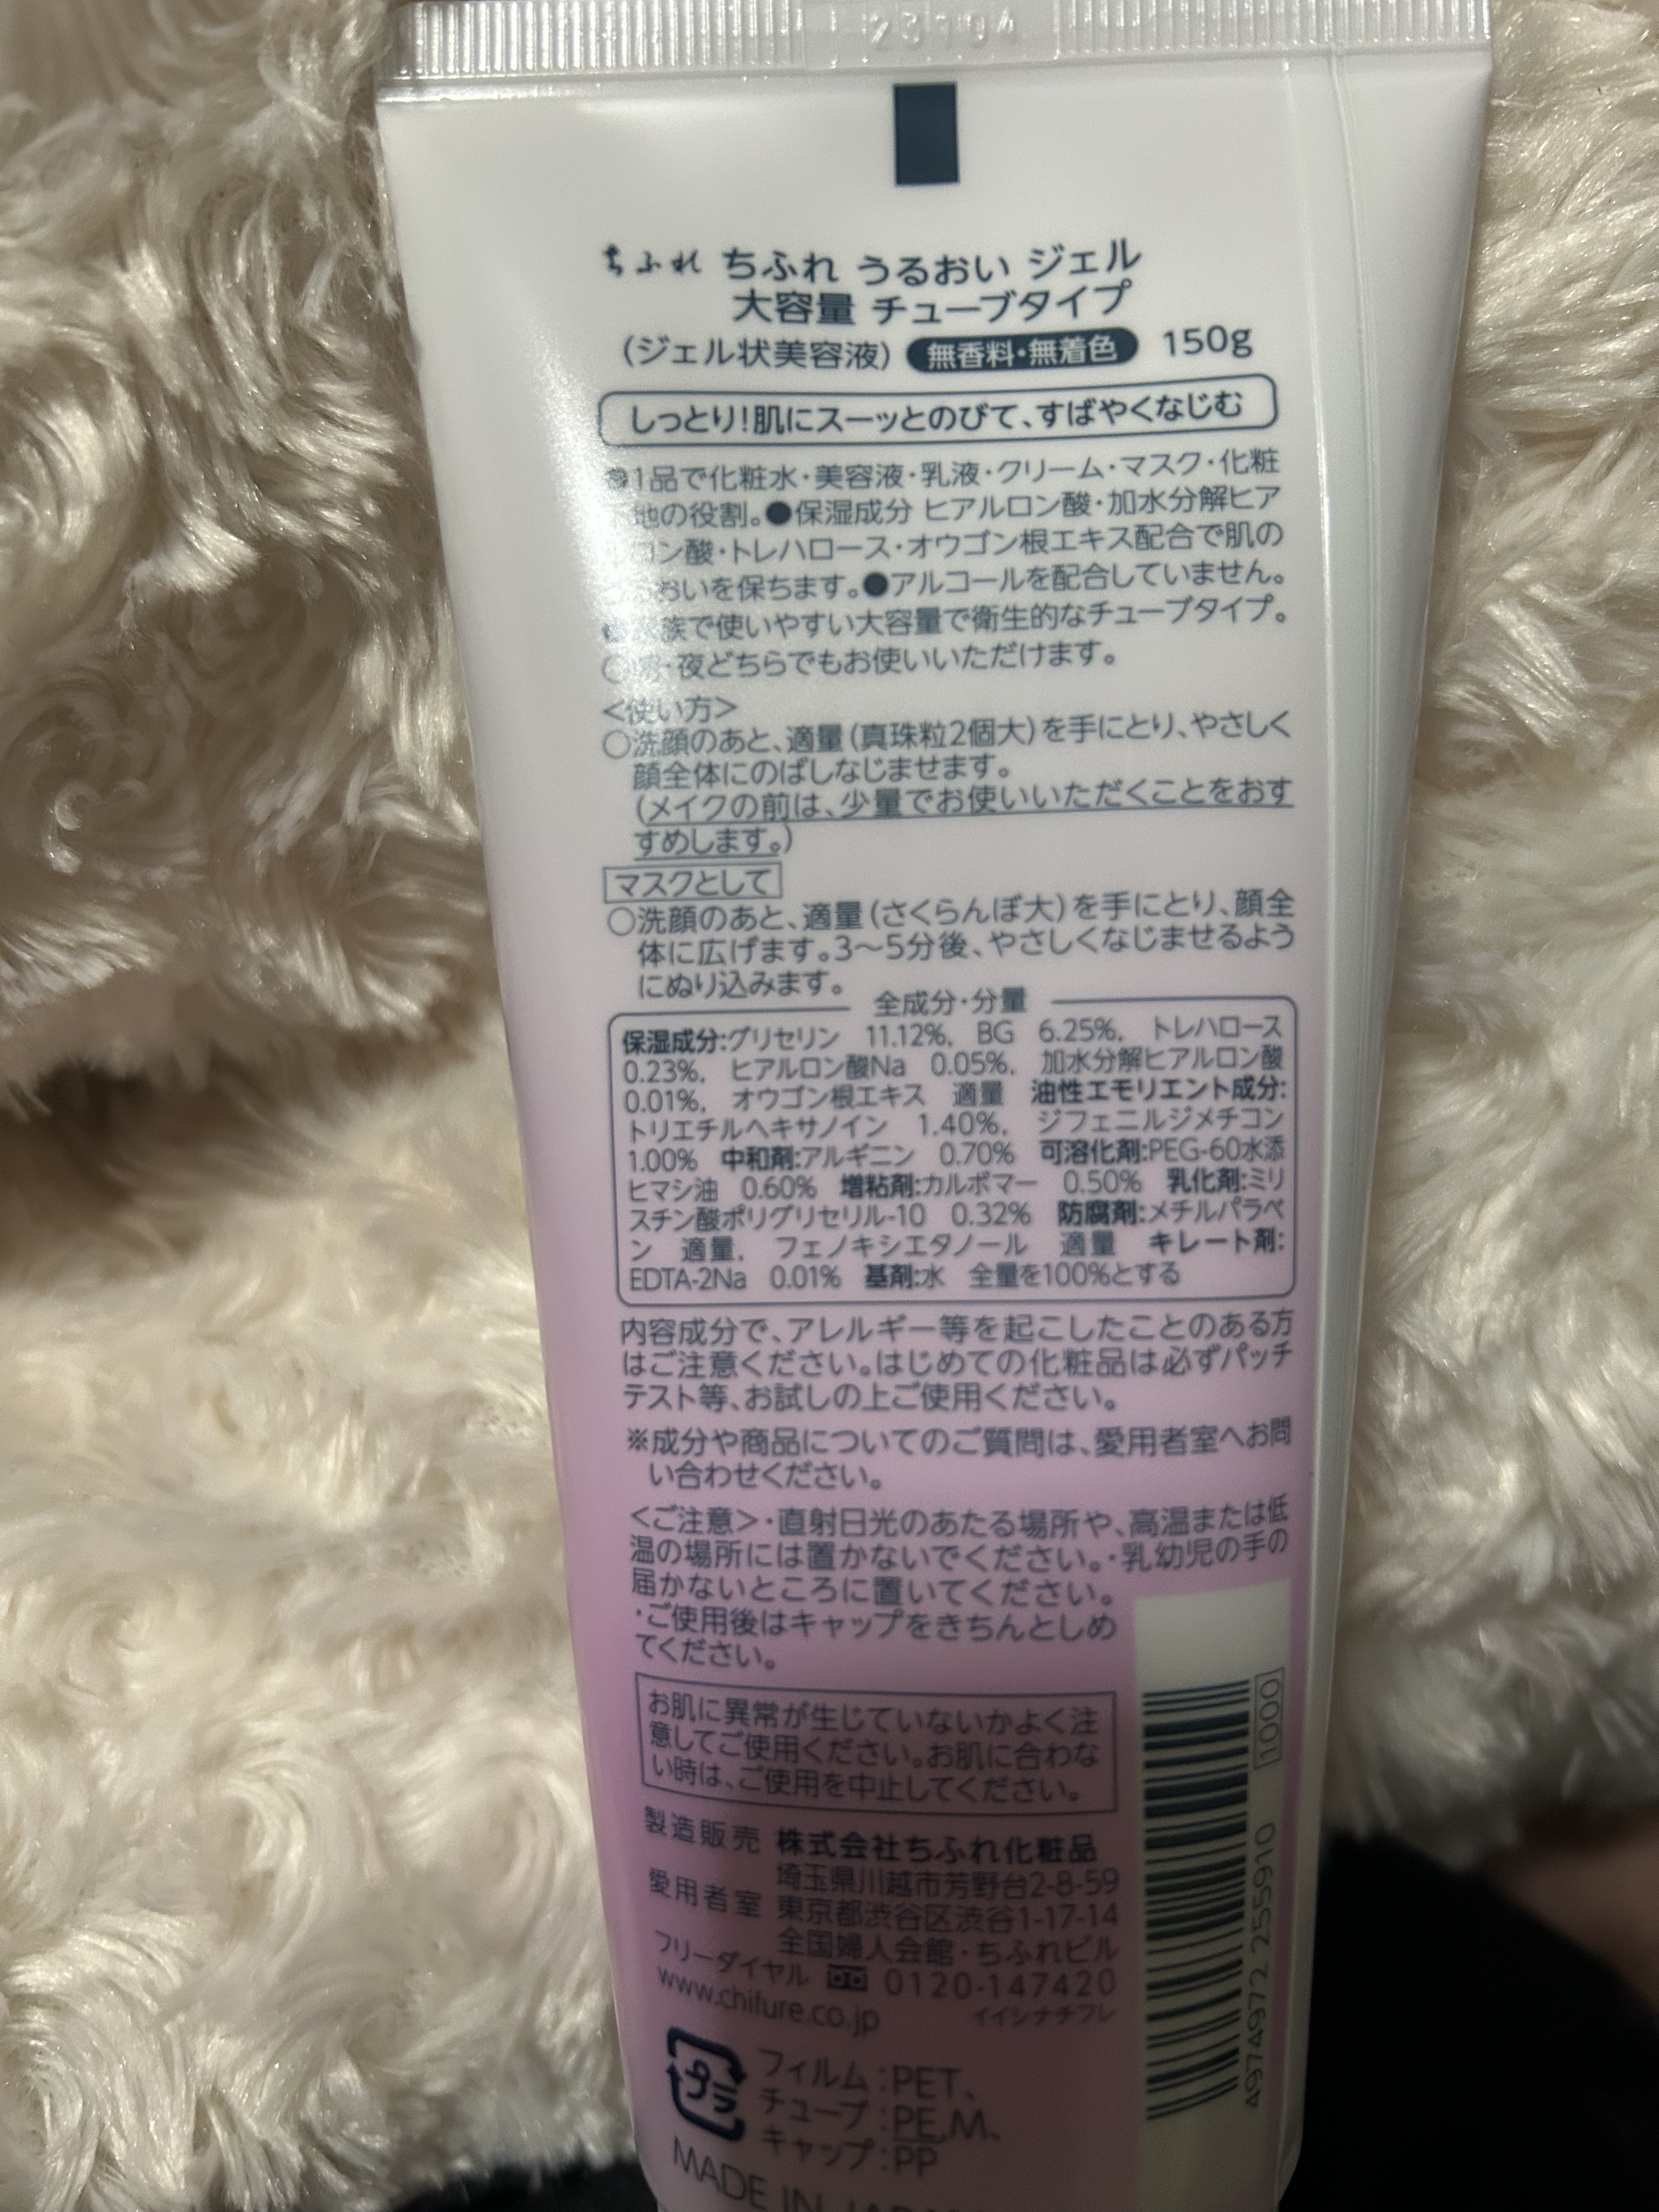 ちふれ ちふれ うるおい ジェル
大容量 チューブタイプ
(ジェル状美容液) 無香料・無着色 150g
しっとり!肌にスーッとのびて、すばやくなじむ
●1品で化粧水・美容液・乳液・クリーム・マスク・化粧
地の役割。●保湿成分 ヒアルロン酸・加水分解ヒア
ロン酸・トレハロース・オウゴン根エキス配合で肌の
うるおいを保ちます。●アルコールを配合していません。
●家族で使いやすい大容量で衛生的なチューブタイプ。
○朝・夜どちらでもお使いいただけます。
<使い方>
○洗顔のあと、適量(真珠粒2個大)を手にとり、やさしく
顔全体にのばしなじませます。
(メイクの前は、少量でお使いいただくことをおす
すめします。)
マスクとして
○洗顔のあと、適量(さくらんぼ大)を手にとり、顔全
体に広げます。3〜5分後、やさしくなじませるよう
にぬり込みます。
全成分・分量
保湿成分:グリセリン 11.12%, BG 6.25%, トレハロース
0.23%, ヒアルロン酸Na 0.05%, 加水分解ヒアルロン酸
0.01%, オウゴン根エキス 適量 油性エモリエント成分:
トリエチルヘキサノイン 1.40%, ジフェニルジメチコン
1.00% 中和剤:アルギニン 0.70% 可溶化剤:PEG-60水添
ヒマシ油 0.60% 増粘剤:カルボマー 0.50% 乳化剤:ミリ
スチン酸ポリグリセリル-10 0.32% 防腐剤:メチルパラベ
ン 適量, フェノキシエタノール 適量 キレート剤:
EDTA-2Na 0.01% 基剤:水 全量を100%とする
内容成分で、アレルギー等を起こしたことのある方
はご注意ください。はじめての化粧品は必ずパッチ
テスト等、お試しの上ご使用ください。
※成分や商品についてのご質問は、愛用者室へお問
い合わせください。
<ご注意>・直射日光のあたる場所や、高温または低
温の場所には置かないでください。・乳幼児の手の
届かないところに置いてください。
・ご使用後はキャップをきちんとしめ
てください。
お肌に異常が生じていないかよく注
意してご使用ください。お肌に合わな
い時は、ご使用を中止してください。
製造販売 株式会社ちふれ化粧品
埼玉県川越市芳野台2-8-59
愛用者室 東京都渋谷区渋谷1-17-14
全国婦人会館・ちふれビル
フリーダイヤル 0120-147420
www.chifure.co.jp イイシナチフレ
プラ
フィルム:PET、
チューブ:PE,M、
キャップ:PP
MADE IN JAPAN
1000
4974972 255910